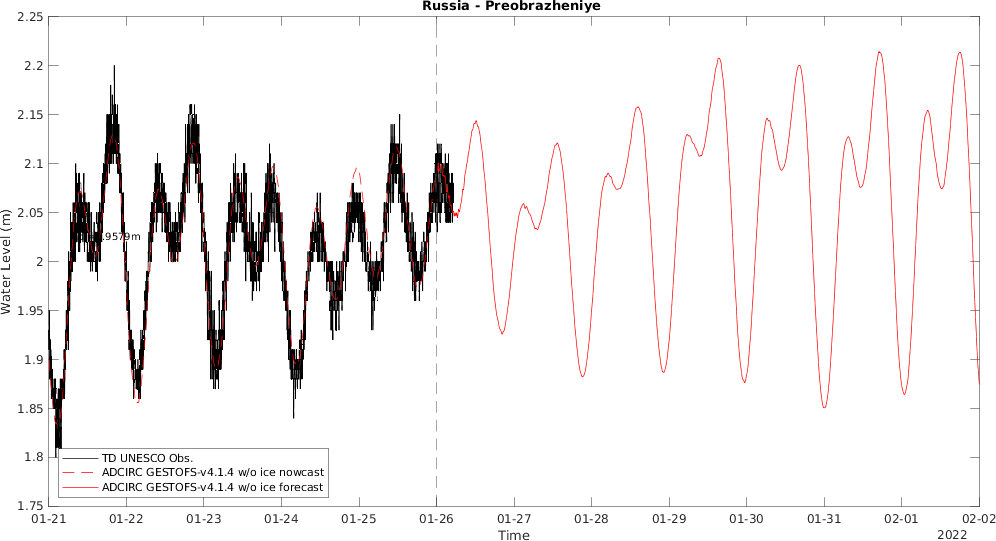 Russia - Preobrazheniye
Water Level (m)
2.25
2.2
2.15
2.1
2.05
2
1.95
1.9
1.85
1.8
1.75
.9579m
TD UNESCO Obs.
ADCIRC GESTOFS-v4.1.4 w/o ice nowcast
ADCIRC GESTOFS-v4.1.4 w/o ice forecast
01-21 01-22 01-23 01-24 01-25 01-26 01-27 01-28 01-29 01-30 01-31 02-01 02-02
Time
2022